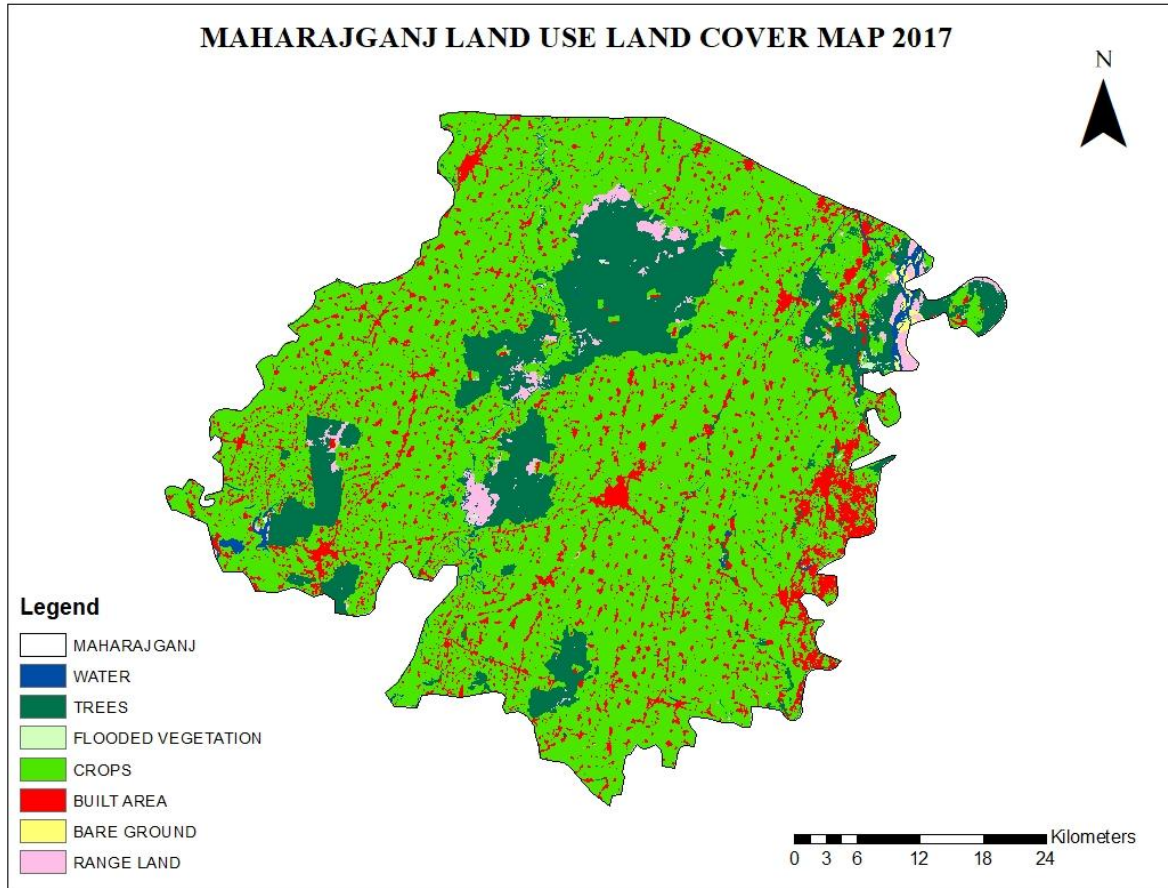 MAHARAJGANJ LAND USE LAND COVER MAP 2017
N
Legend
MAHARAJGANJ
WATER
TREES
FLOODED VEGETATION
CROPS
BUILT AREA
BARE GROUND
RANGE LAND
Kilometers
0 3 6 12 18 24